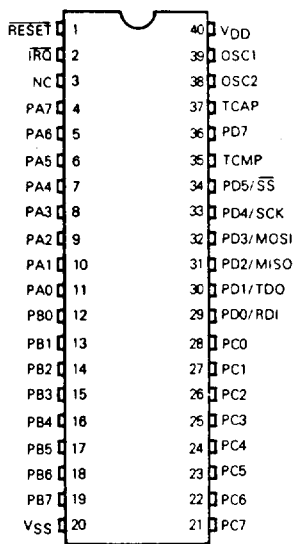 RESET 1 40 VDD
IRQ 2 39 OSC1
NC 3 38 OSC2
PA7 4 37 TCAP
PA6 5 36 PD7
PA5 6 35 TCMP
PA4 7 34 PD5/SS
PA3 8 33 PD4/SCK
PA2 9 32 PD3/MOSI
PA1 10 31 PD2/MISO
PA0 11 30 PD1/TDO
PB0 12 29 PD0/RDI
PB1 13 28 PC0
PB2 14 27 PC1
PB3 15 26 PC2
PB4 16 25 PC3
PB5 17 24 PC4
PB6 18 23 PC5
PB7 19 22 PC6
VSS 20 21 PC7